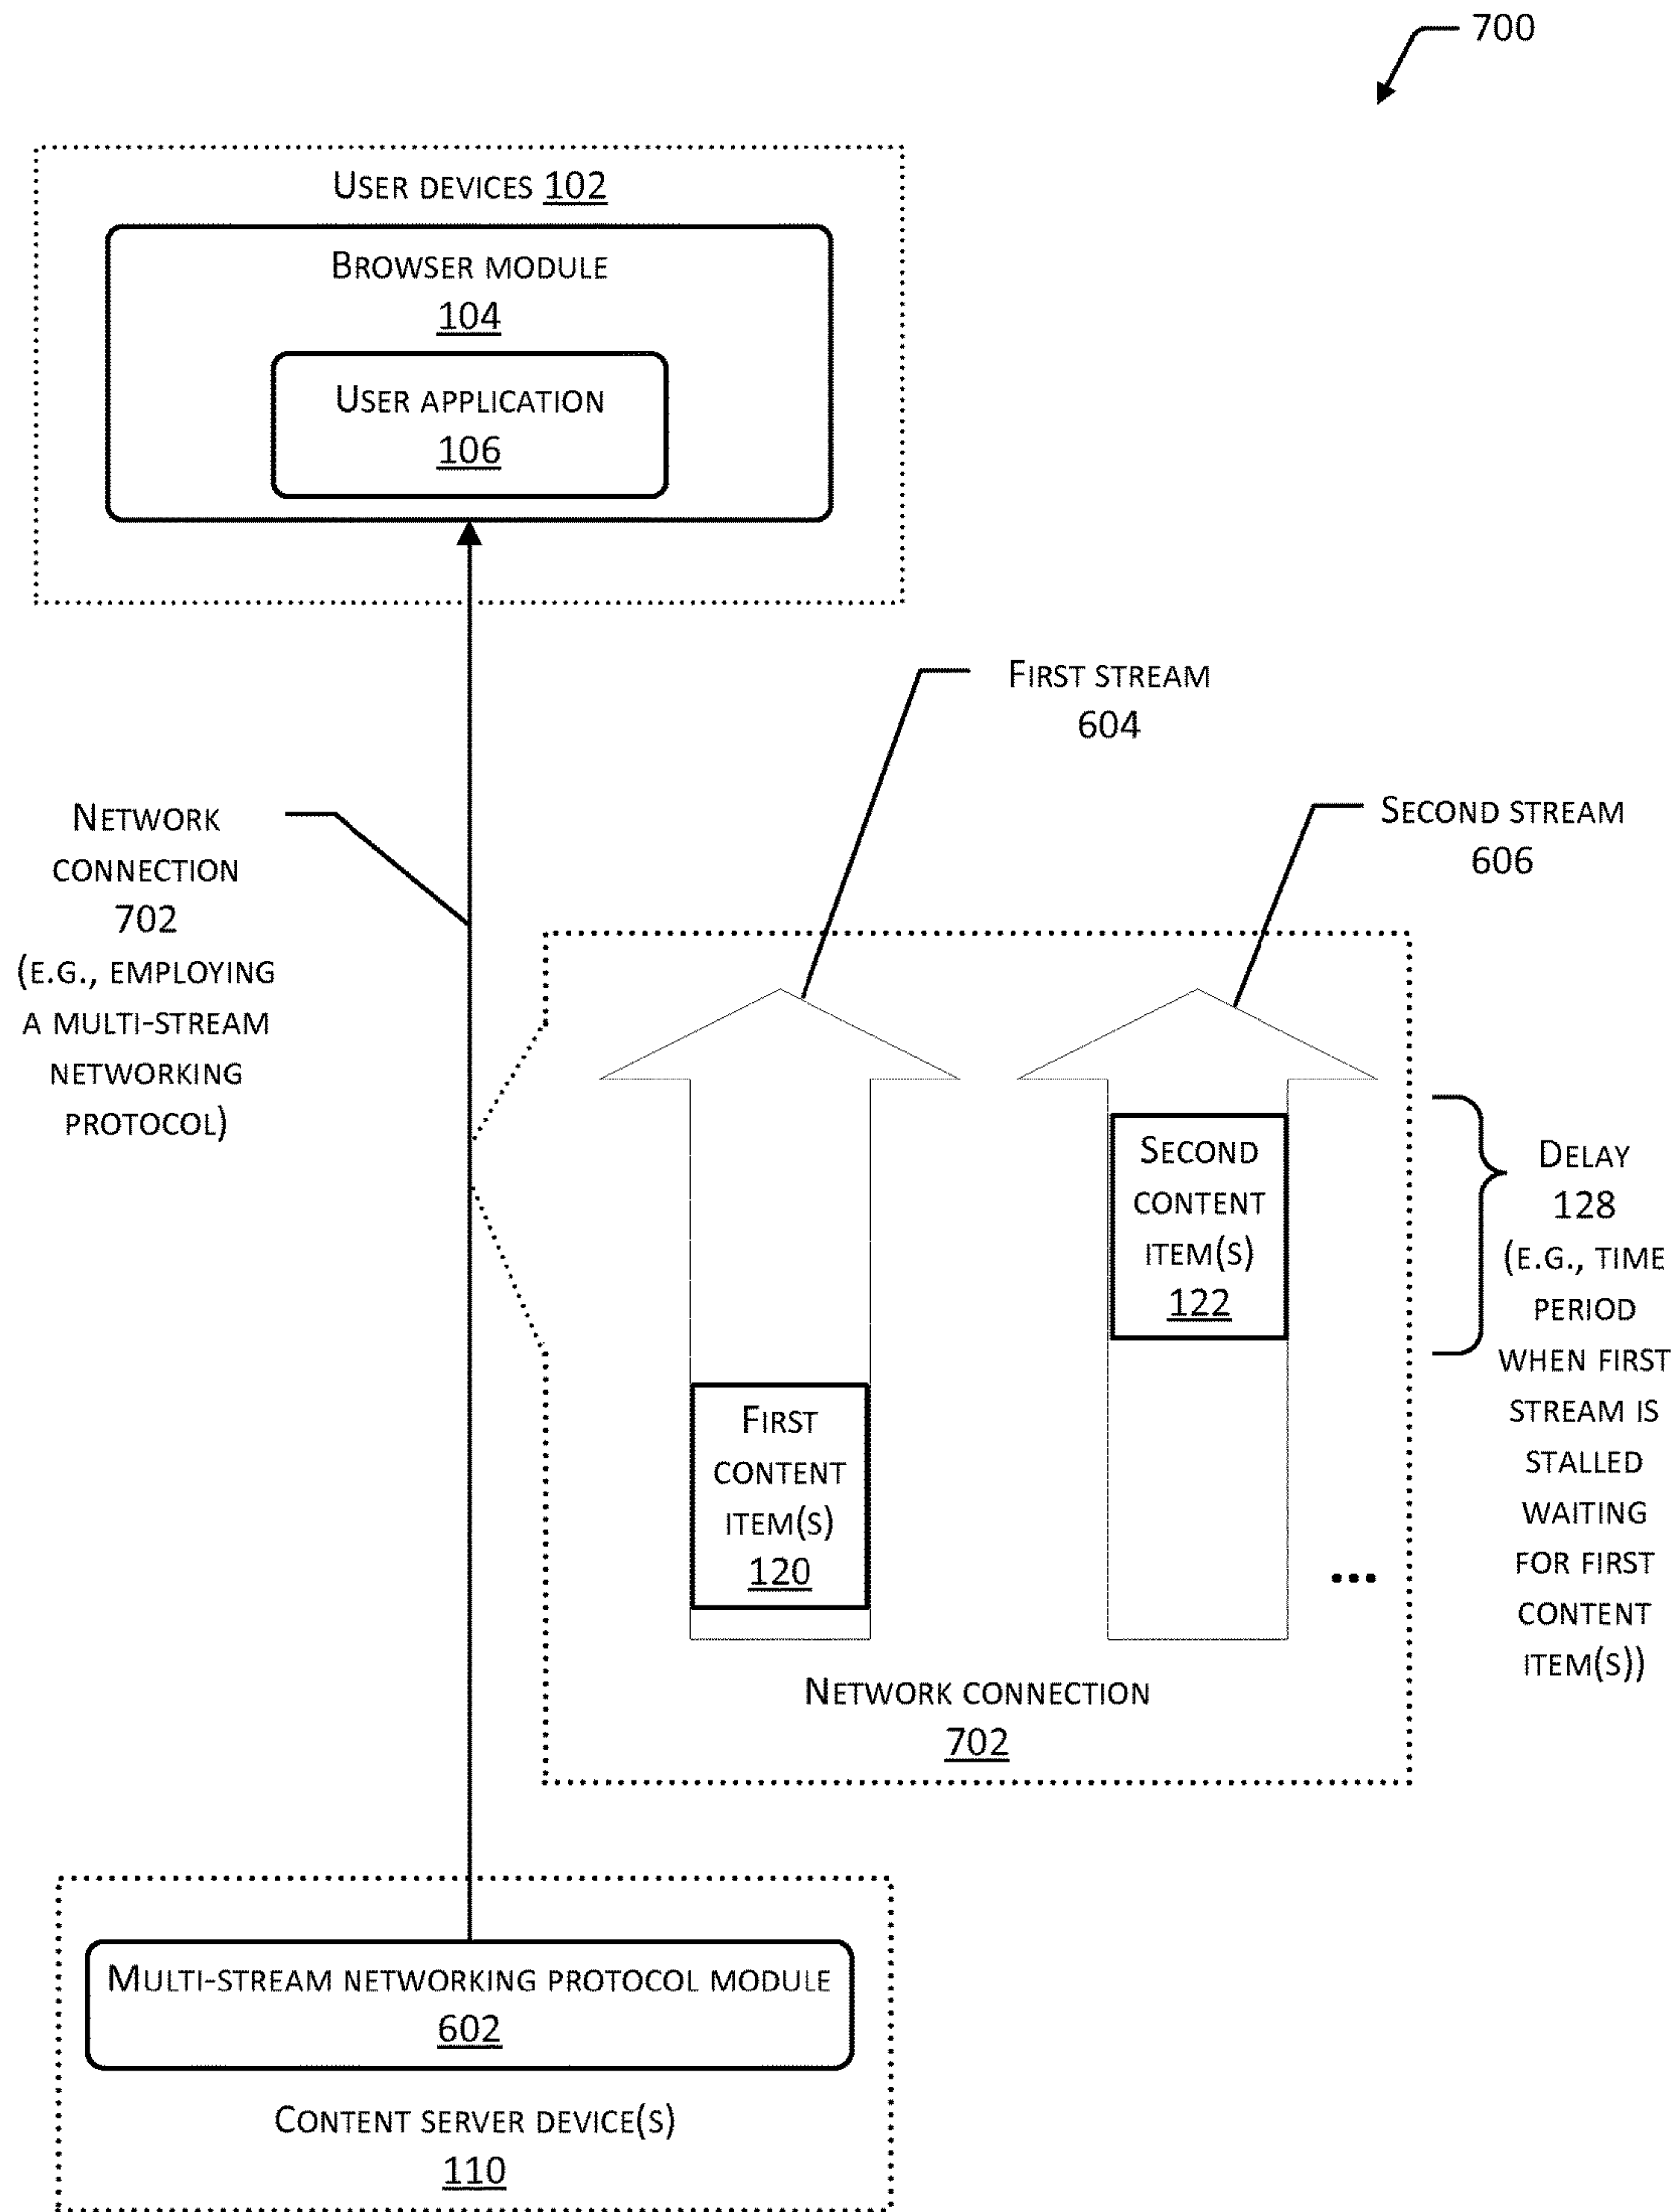 700
User devices 102
Browser module
104
User application
106
First stream
604
Second stream
606
Network
connection
702
(e.g., employing
a multi-stream
networking
protocol)
Second
content
item(s)
122
First
content
item(s)
120
...
Network connection
702
Delay
128
(e.g., time
period
when first
stream is
stalled
waiting
for first
content
item(s))
Multi-stream networking protocol module
602
Content server device(s)
110